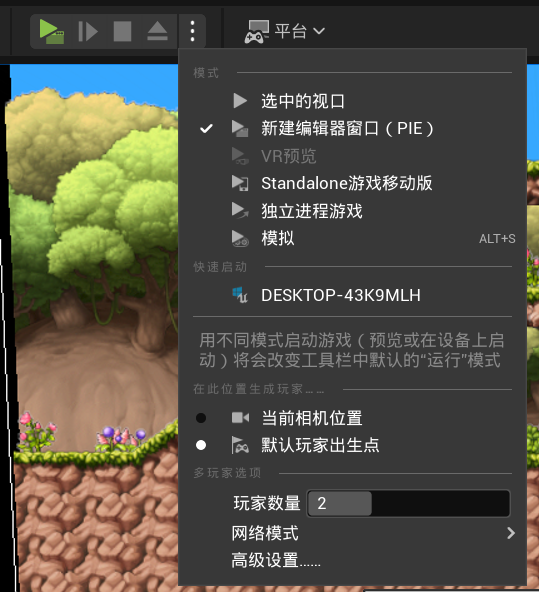 平台
模式
选中的视口
新建编辑器窗口（PIE）
VR预览
Standalone游戏移动版
独立进程游戏
模拟 ALT+S
快速启动
DESKTOP-43K9MLH
用不同模式启动游戏（预览或在设备上启
动）将会改变工具栏中默认的“运行”模式
在此位置生成玩家……
当前相机位置
默认玩家出生点
多玩家选项
玩家数量 2
网络模式
高级设置……